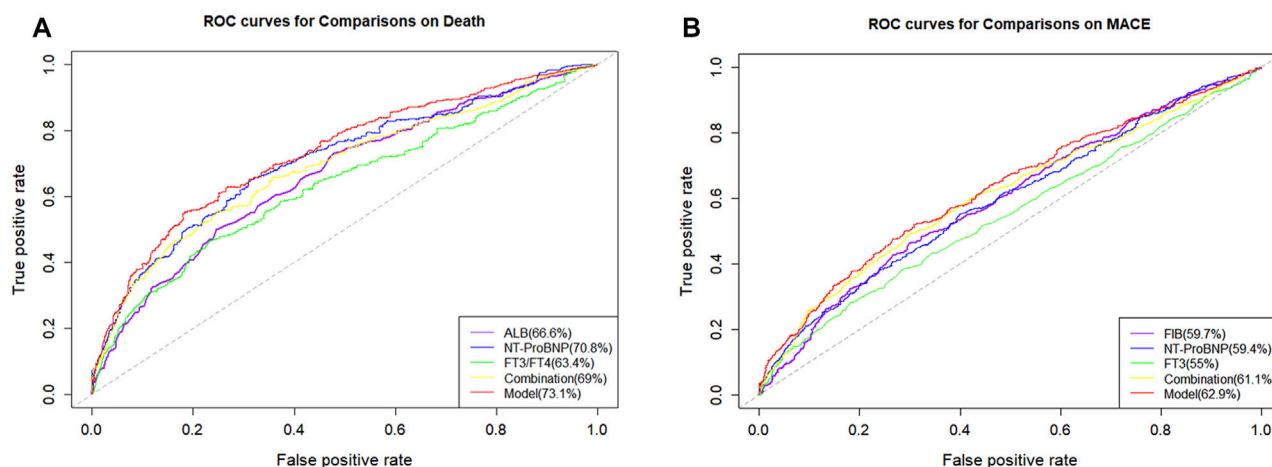 A
ROC curves for Comparisons on Death
True positive rate
1.0
0.8
0.6
0.4
0.2
0.0
ALB(66.6%)
NT-ProBNP(70.8%)
FT3/FT4(63.4%)
Combination(69%)
Model(73.1%)
0.0 0.2 0.4 0.6 0.8 1.0
False positive rate
B
ROC curves for Comparisons on MACE
True positive rate
1.0
0.8
0.6
0.4
0.2
0.0
FIB(59.7%)
NT-ProBNP(59.4%)
FT3(55%)
Combination(61.1%)
Model(62.9%)
0.0 0.2 0.4 0.6 0.8 1.0
False positive rate